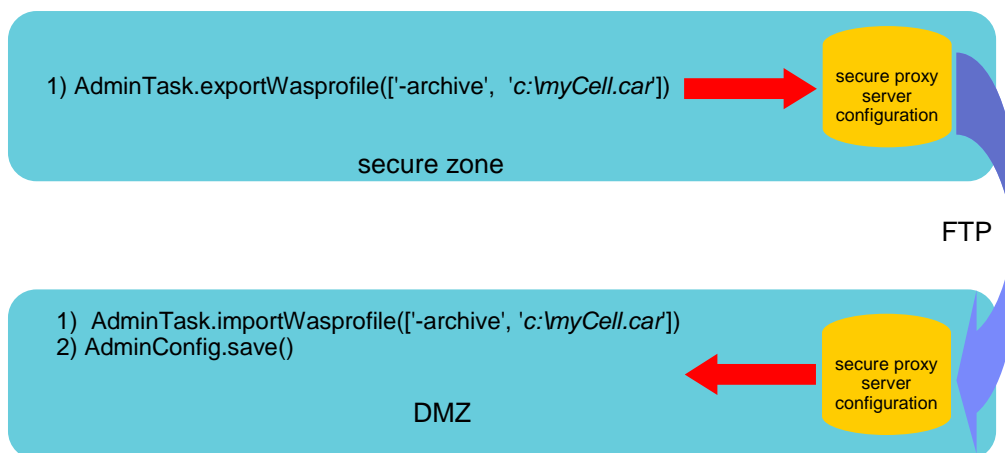 1) AdminTask.exportWasprofile(['-archive', 'c:\myCell.car'])
secure proxy
server
configuration
secure zone
FTP
1) AdminTask.importWasprofile(['-archive', 'c:\myCell.car'])
2) AdminConfig.save()
secure proxy
server
configuration
DMZ